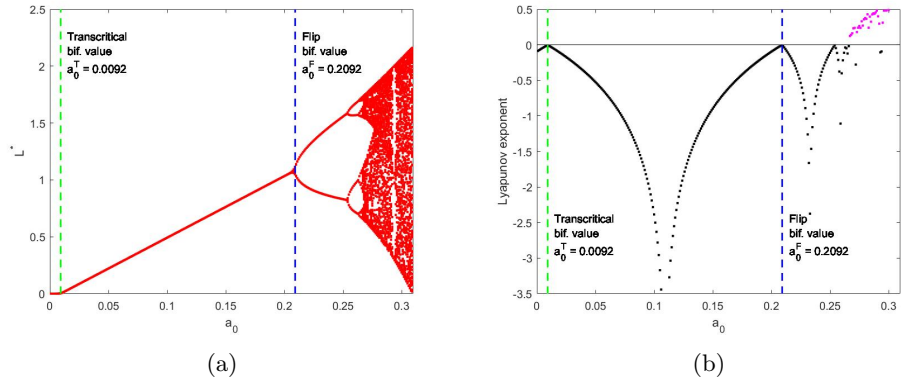 2.5
2
1.5
1
0.5
0
L*
Transcritical
bif. value
a₀ᵀ = 0.0092
Flip
bif. value
a₀ᶠ = 0.2092
0 0.05 0.1 0.15 0.2 0.25 0.3
a₀
(a)
0.5
0
-0.5
-1
-1.5
-2
-2.5
-3
-3.5
Lyapunov exponent
Transcritical
bif. value
a₀ᵀ = 0.0092
Flip
bif. value
a₀ᶠ = 0.2092
0 0.05 0.1 0.15 0.2 0.25 0.3
a₀
(b)